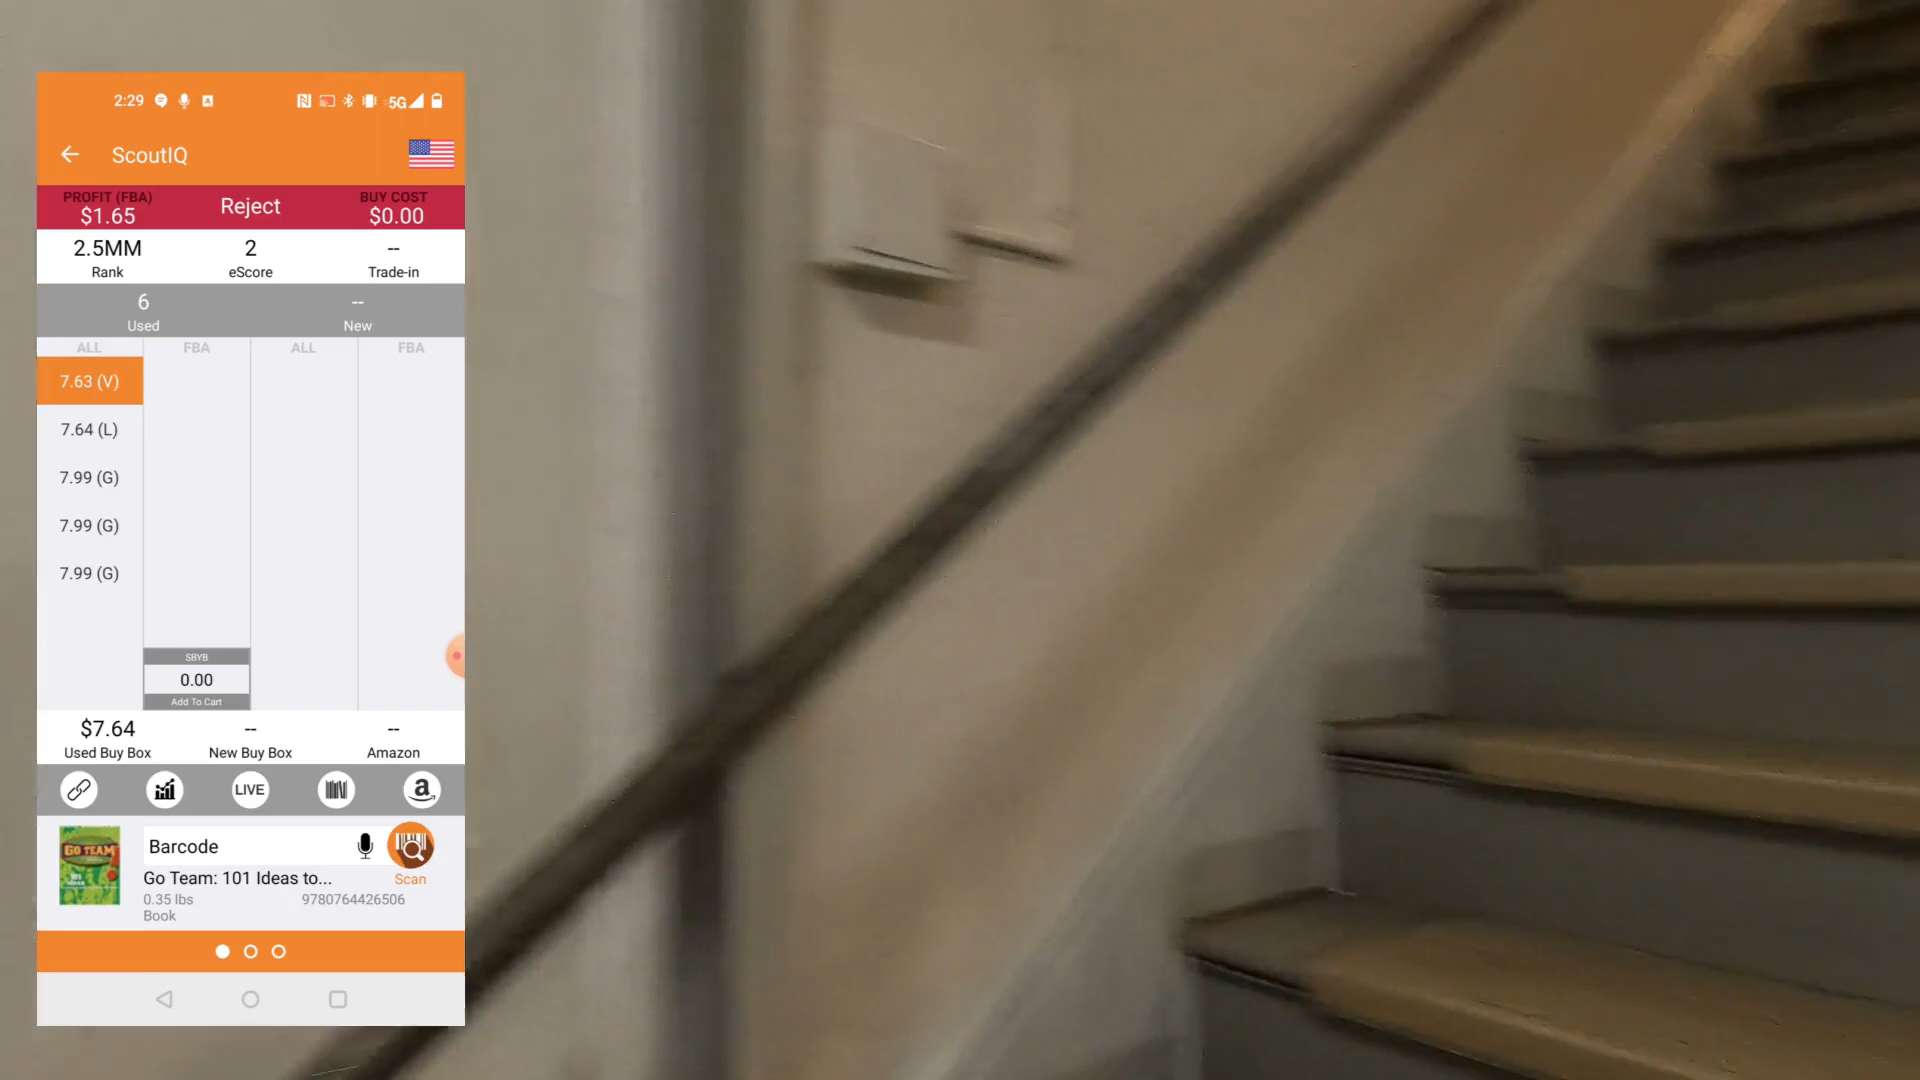 2:29 5G
ScoutIQ
PROFIT (FBA) Reject BUY COST
$1.65 $0.00
2.5MM 2 --
Rank eScore Trade-in
6 --
Used New
ALL FBA ALL FBA
7.63 (V)
7.64 (L)
7.99 (G)
7.99 (G)
7.99 (G)
SBYB
0.00
Add To Cart
$7.64 -- --
Used Buy Box New Buy Box Amazon
LIVE a
GO TEAM
101
Barcode
Go Team: 101 Ideas to...
Scan
0.35 lbs 9780764426506
Book